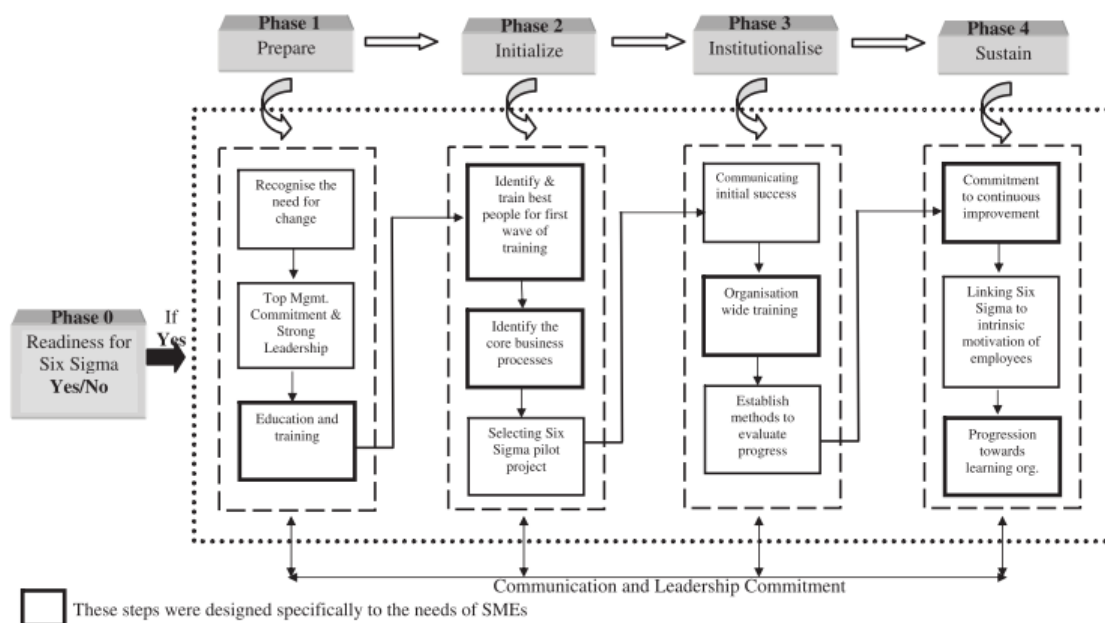 Phase 1
Prepare
Phase 2
Initialize
Phase 3
Institutionalise
Phase 4
Sustain
Phase 0
Readiness for
Six Sigma
Yes/No
If
Yes
Recognise the
need for
change
Top Mgmt.
Commitment &
Strong
Leadership
Education and
training
Identify &
train best
people for first
wave of
training
Identify the
core business
processes
Selecting Six
Sigma pilot
project
Communicating
initial success
Organisation
wide training
Establish
methods to
evaluate
progress
Commitment
to continuous
improvement
Linking Six
Sigma to
intrinsic
motivation of
employees
Progression
towards
learning org.
Communication and Leadership Commitment
These steps were designed specifically to the needs of SMEs